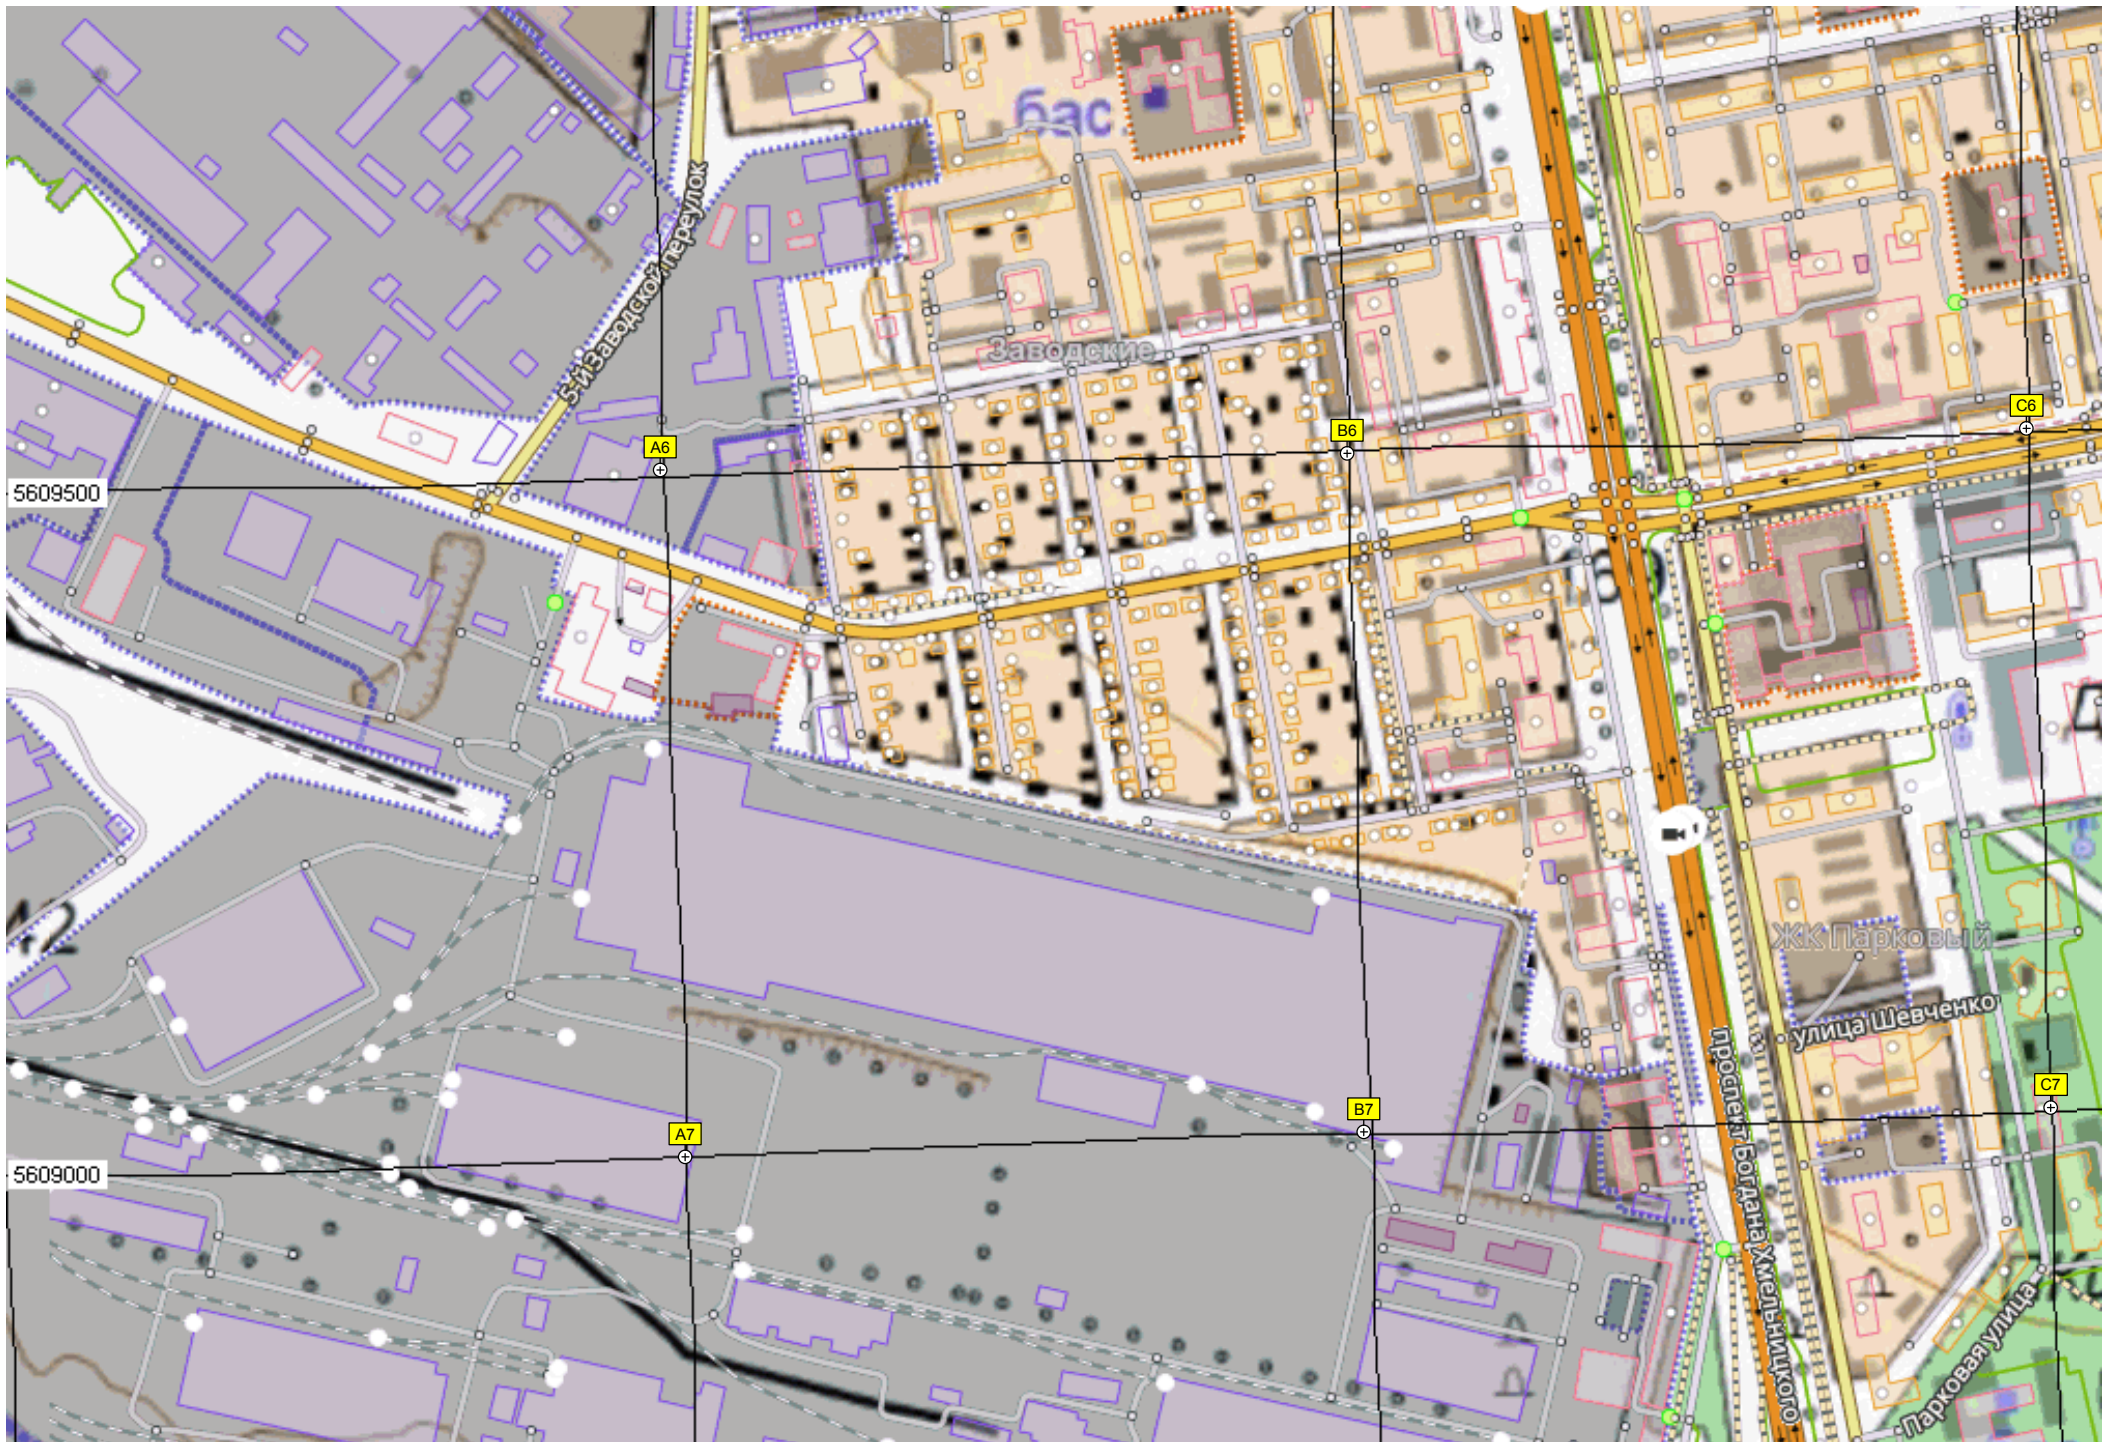 бас.
5-й Заводской переулок
Заводские
C6
B6
A6
5609500
42
ЖК Парковый
улица Шевченко
проспект Богдана Хмельницкого
C7
B7
A7
5609000
Парковая улица